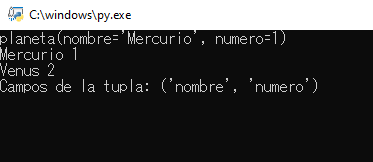 C:\windows\py.exe
planeta(nombre='Mercurio', numero=1)
Mercurio 1
Venus 2
Campos de la tupla: ('nombre', 'numero')